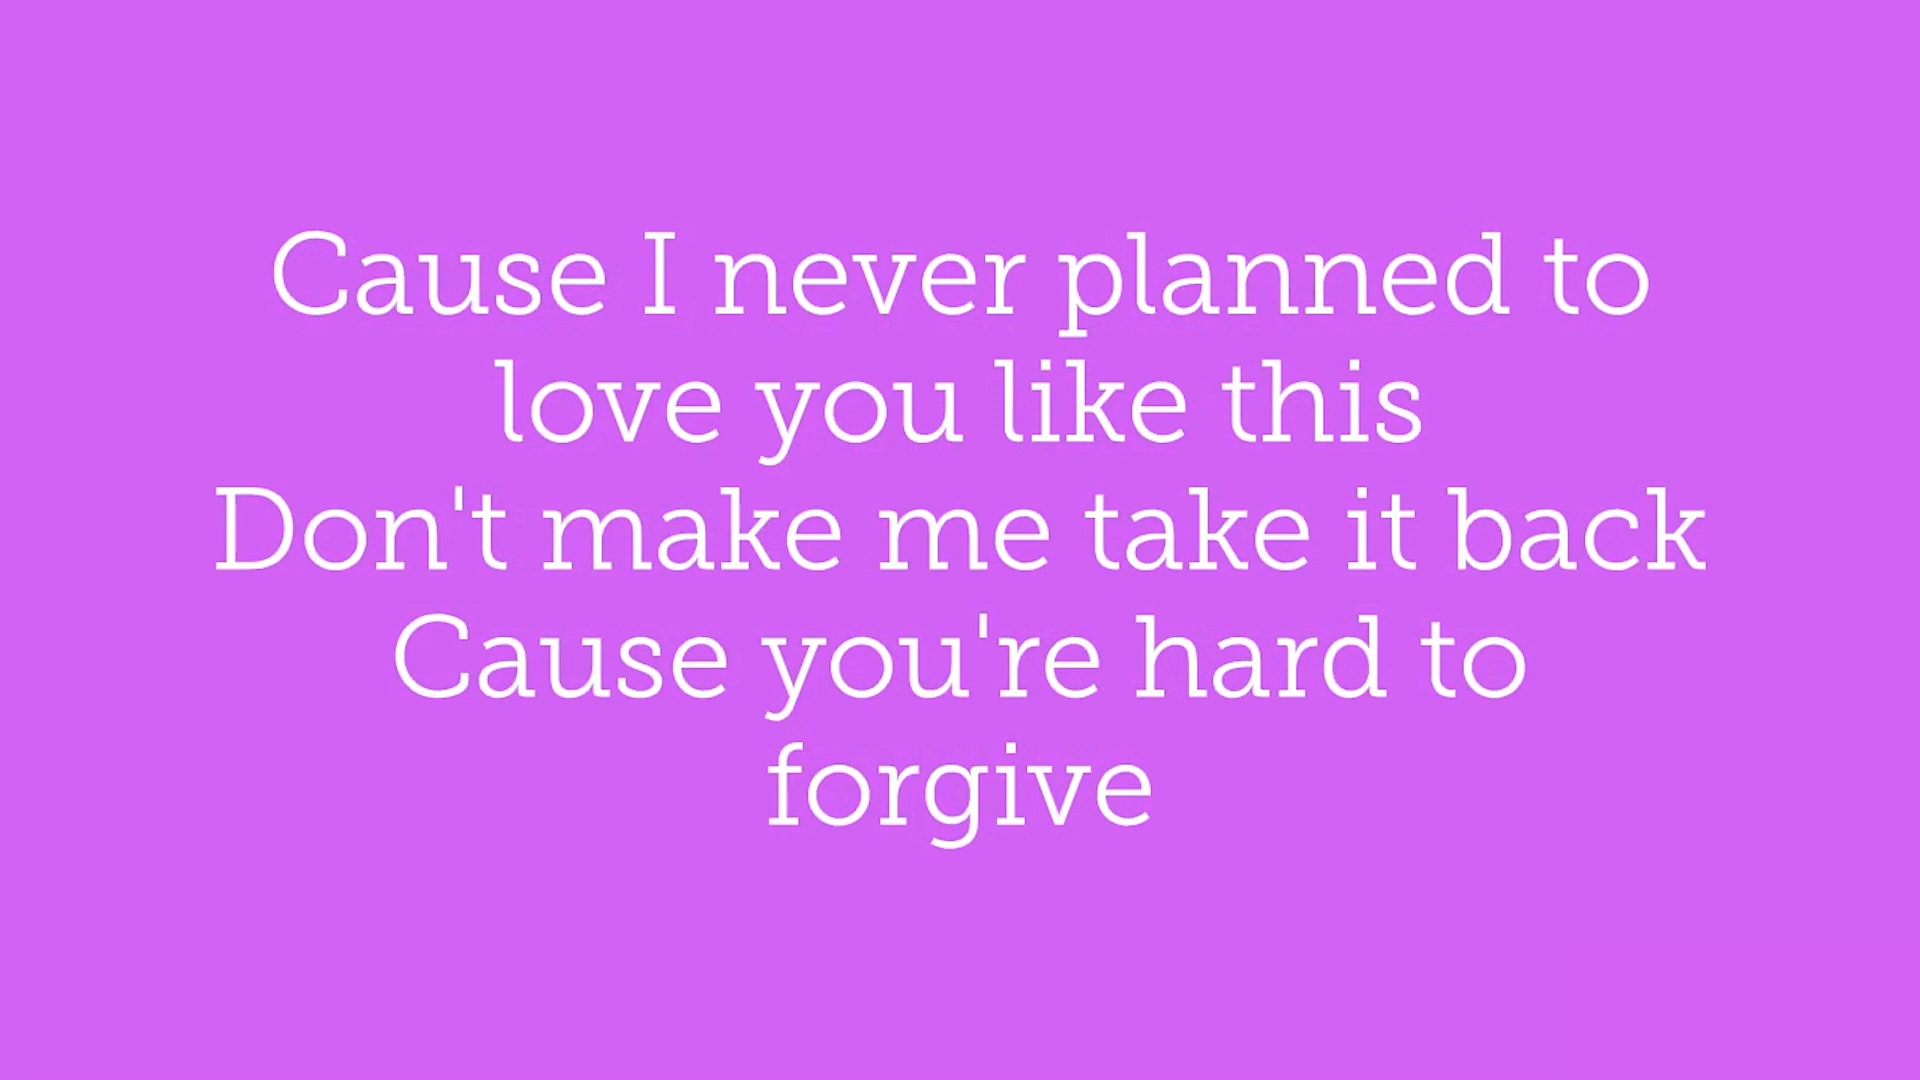 Cause I never planned to
love you like this
Don't make me take it back
Cause you're hard to
forgive